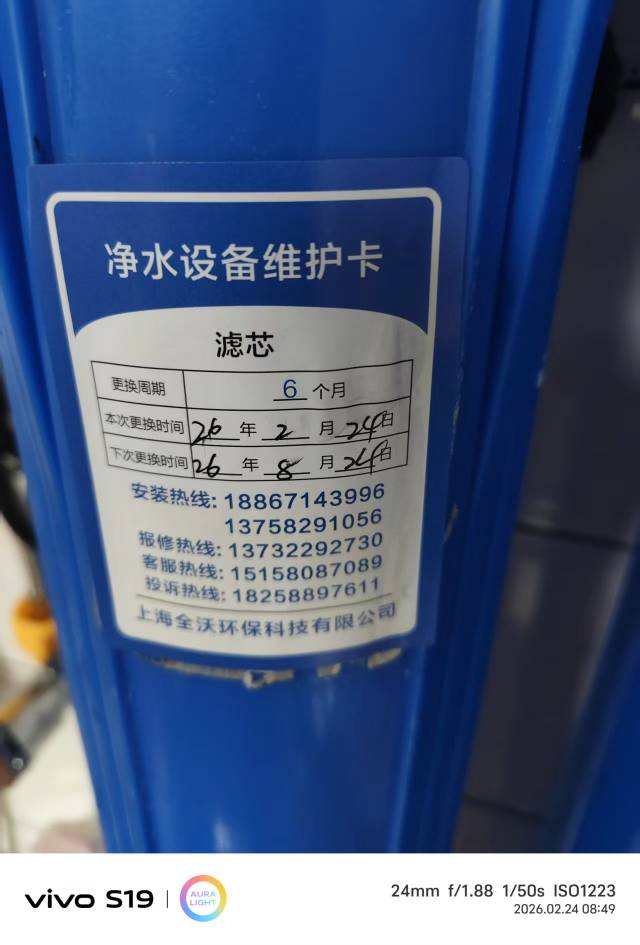 净水设备维护卡
滤芯
更换周期 6 个月
本次更换时间 26 年 2 月 24 日
下次更换时间 26 年 8 月 24 日
安装热线: 18867143996
13758291056
报修热线: 13732292730
客服热线: 15158087089
投诉热线: 18258897611
上海全沃环保科技有限公司
vivo S19 AURA LIGHT 24mm f/1.88 1/50s ISO1223
2026.02.24 08:49